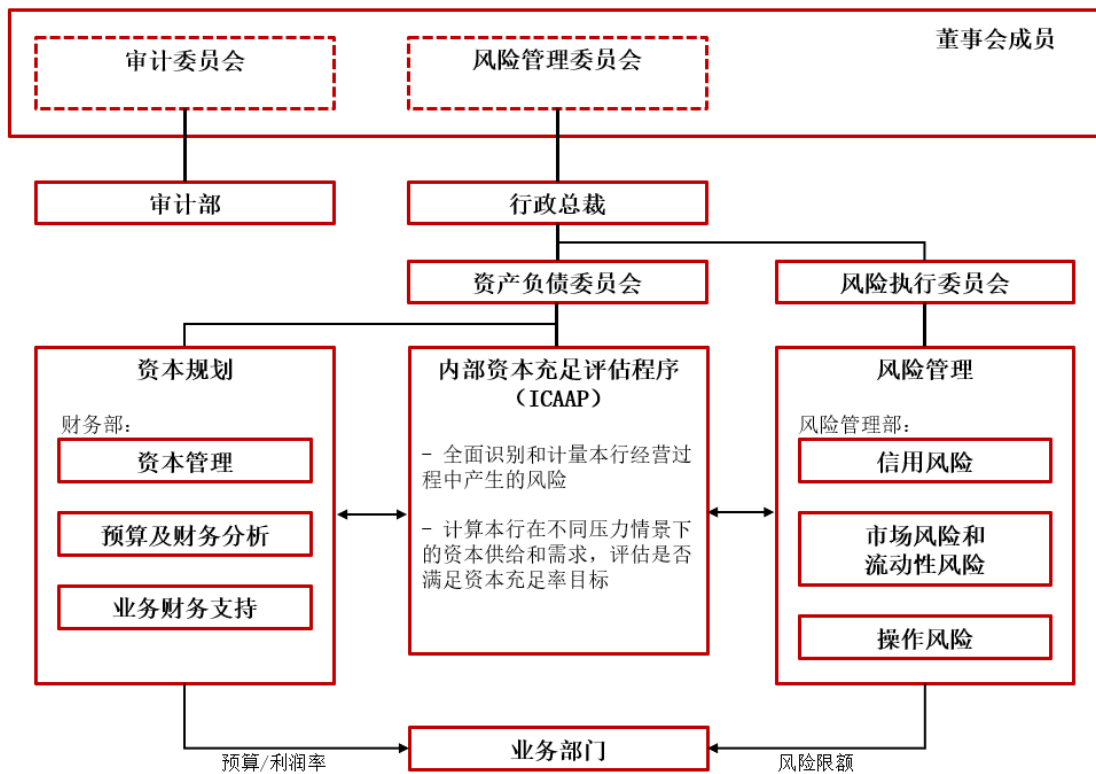 董事会成员
审计委员会
风险管理委员会
审计部
行政总裁
资产负债委员会
风险执行委员会
资本规划
财务部:
资本管理
预算及财务分析
业务财务支持
内部资本充足评估程序
（ICAAP）
- 全面识别和计量本行经营过
程中产生的风险
- 计算本行在不同压力情景下
的资本供给和需求，评估是否
满足资本充足率目标
风险管理
风险管理部:
信用风险
市场风险和
流动性风险
操作风险
业务部门
预算/利润率
风险限额